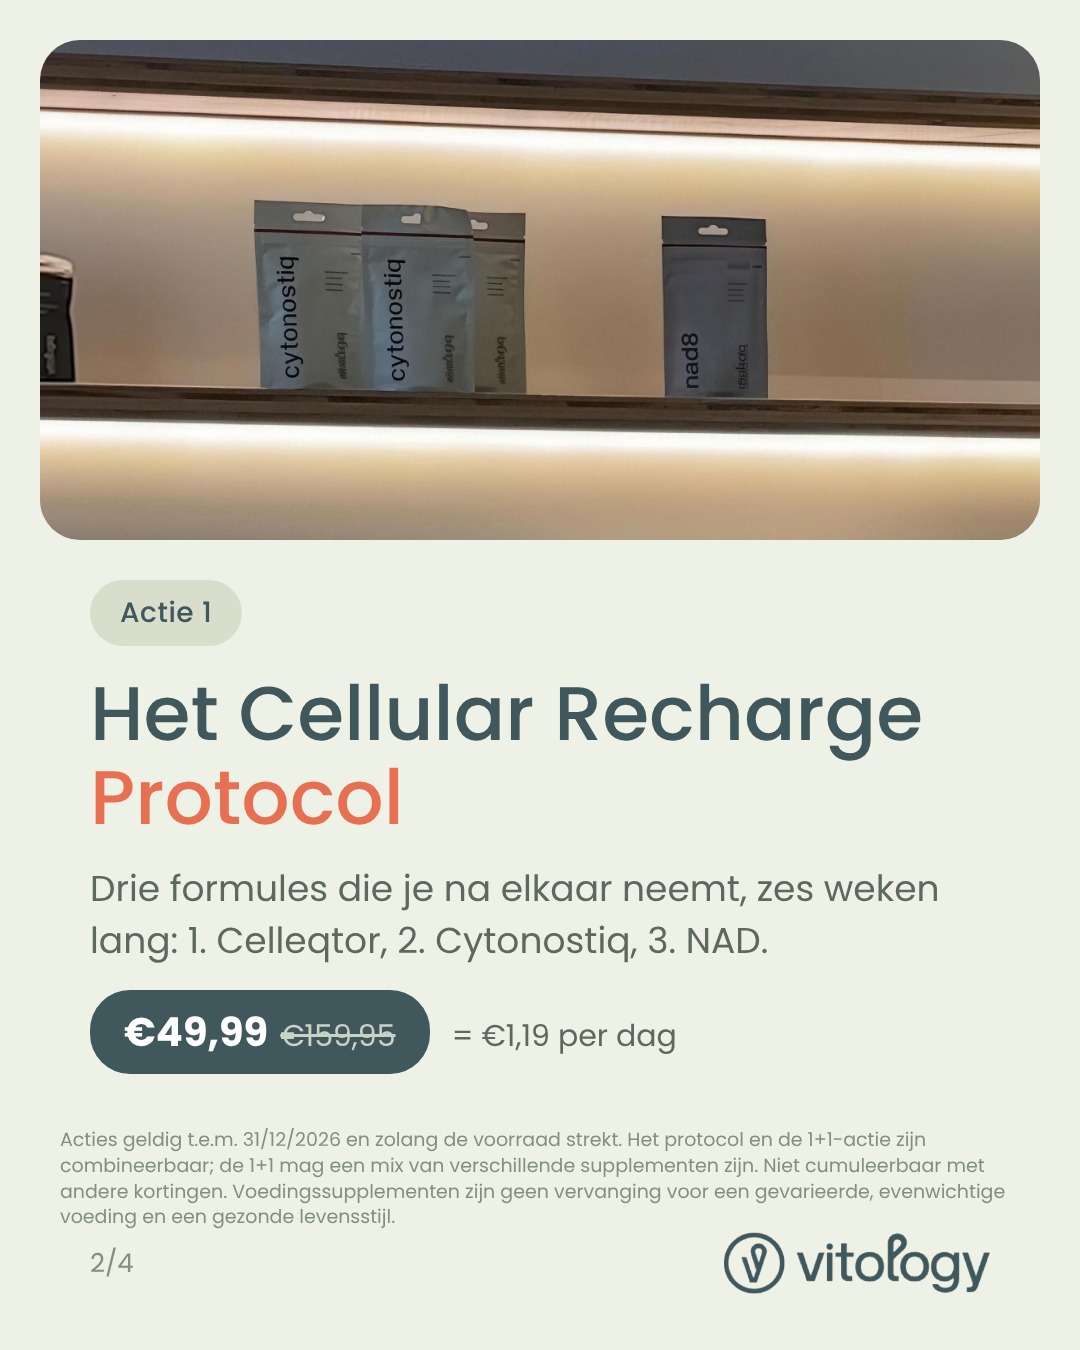 cytonostiq
cytonostiq
nad8
Actie 1
Het Cellular Recharge
Protocol
Drie formules die je na elkaar neemt, zes weken
lang: 1. Celleqtor, 2. Cytonostiq, 3. NAD.
€49,99 €159,95 = €1,19 per dag
Acties geldig t.e.m. 31/12/2026 en zolang de voorraad strekt. Het protocol en de 1+1-actie zijn
combineerbaar; de 1+1 mag een mix van verschillende supplementen zijn. Niet cumuleerbaar met
andere kortingen. Voedingssupplementen zijn geen vervanging voor een gevarieerde, evenwichtige
voeding en een gezonde levensstijl.
2/4
vitology